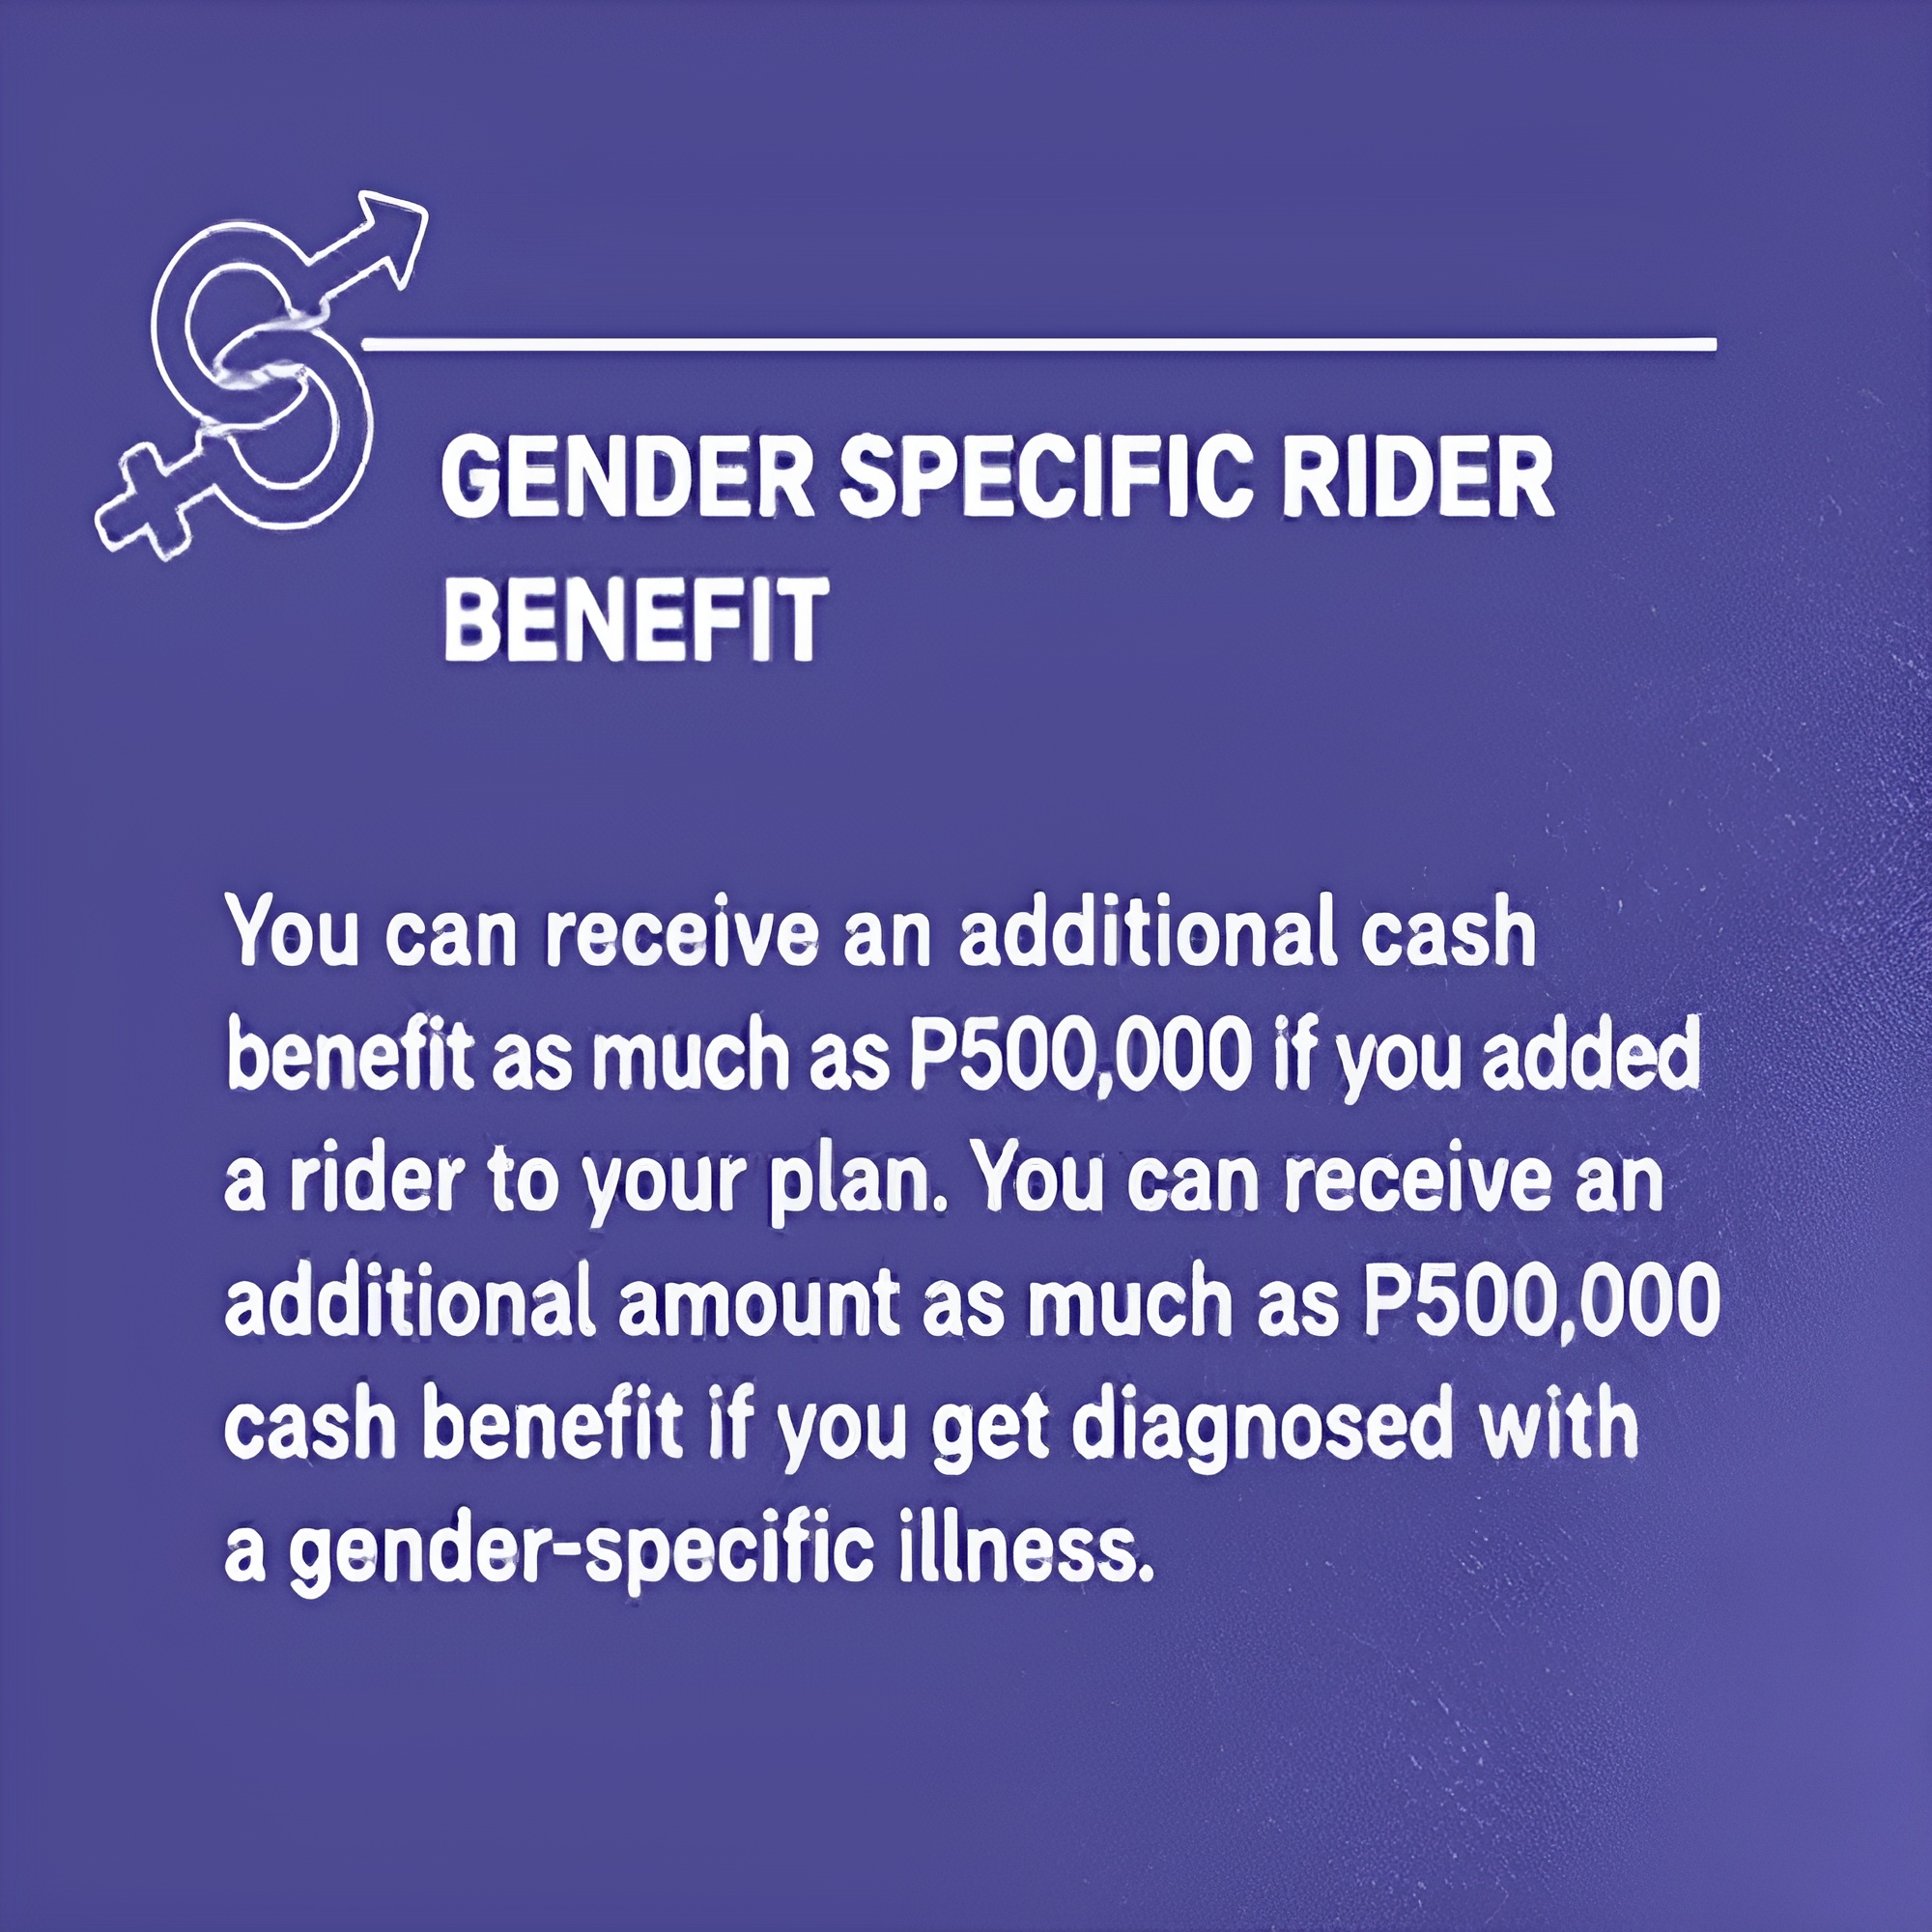 GENDER SPECIFIC RIDER
BENEFIT
You can receive an additional cash
benefit as much as P500,000 if you added
a rider to your plan. You can receive an
additional amount as much as P500,000
cash benefit if you get diagnosed with
a gender-specific illness.